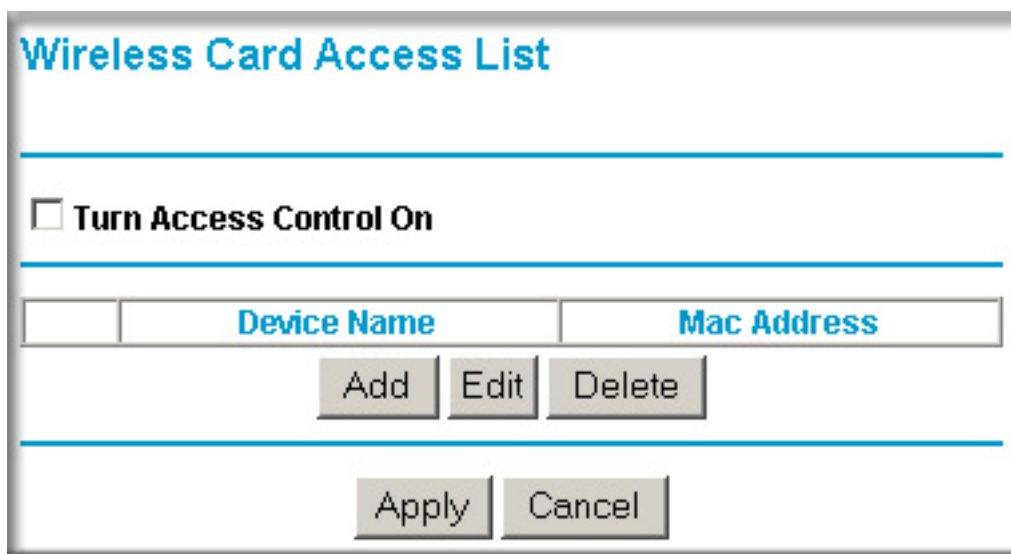 Wireless Card Access List
Turn Access Control On
Device Name Mac Address
Add Edit Delete
Apply Cancel